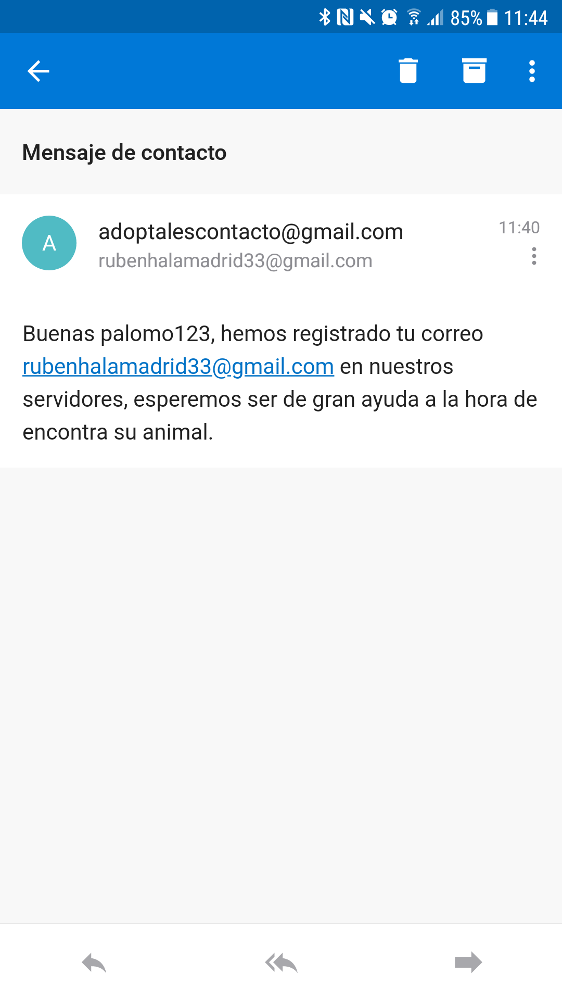 85% 11:44
Mensaje de contacto
A
adoptalescontacto@gmail.com
11:40
rubenhalamadrid33@gmail.com
Buenas palomo123, hemos registrado tu correo
rubenhalamadrid33@gmail.com en nuestros
servidores, esperemos ser de gran ayuda a la hora de
encontra su animal.